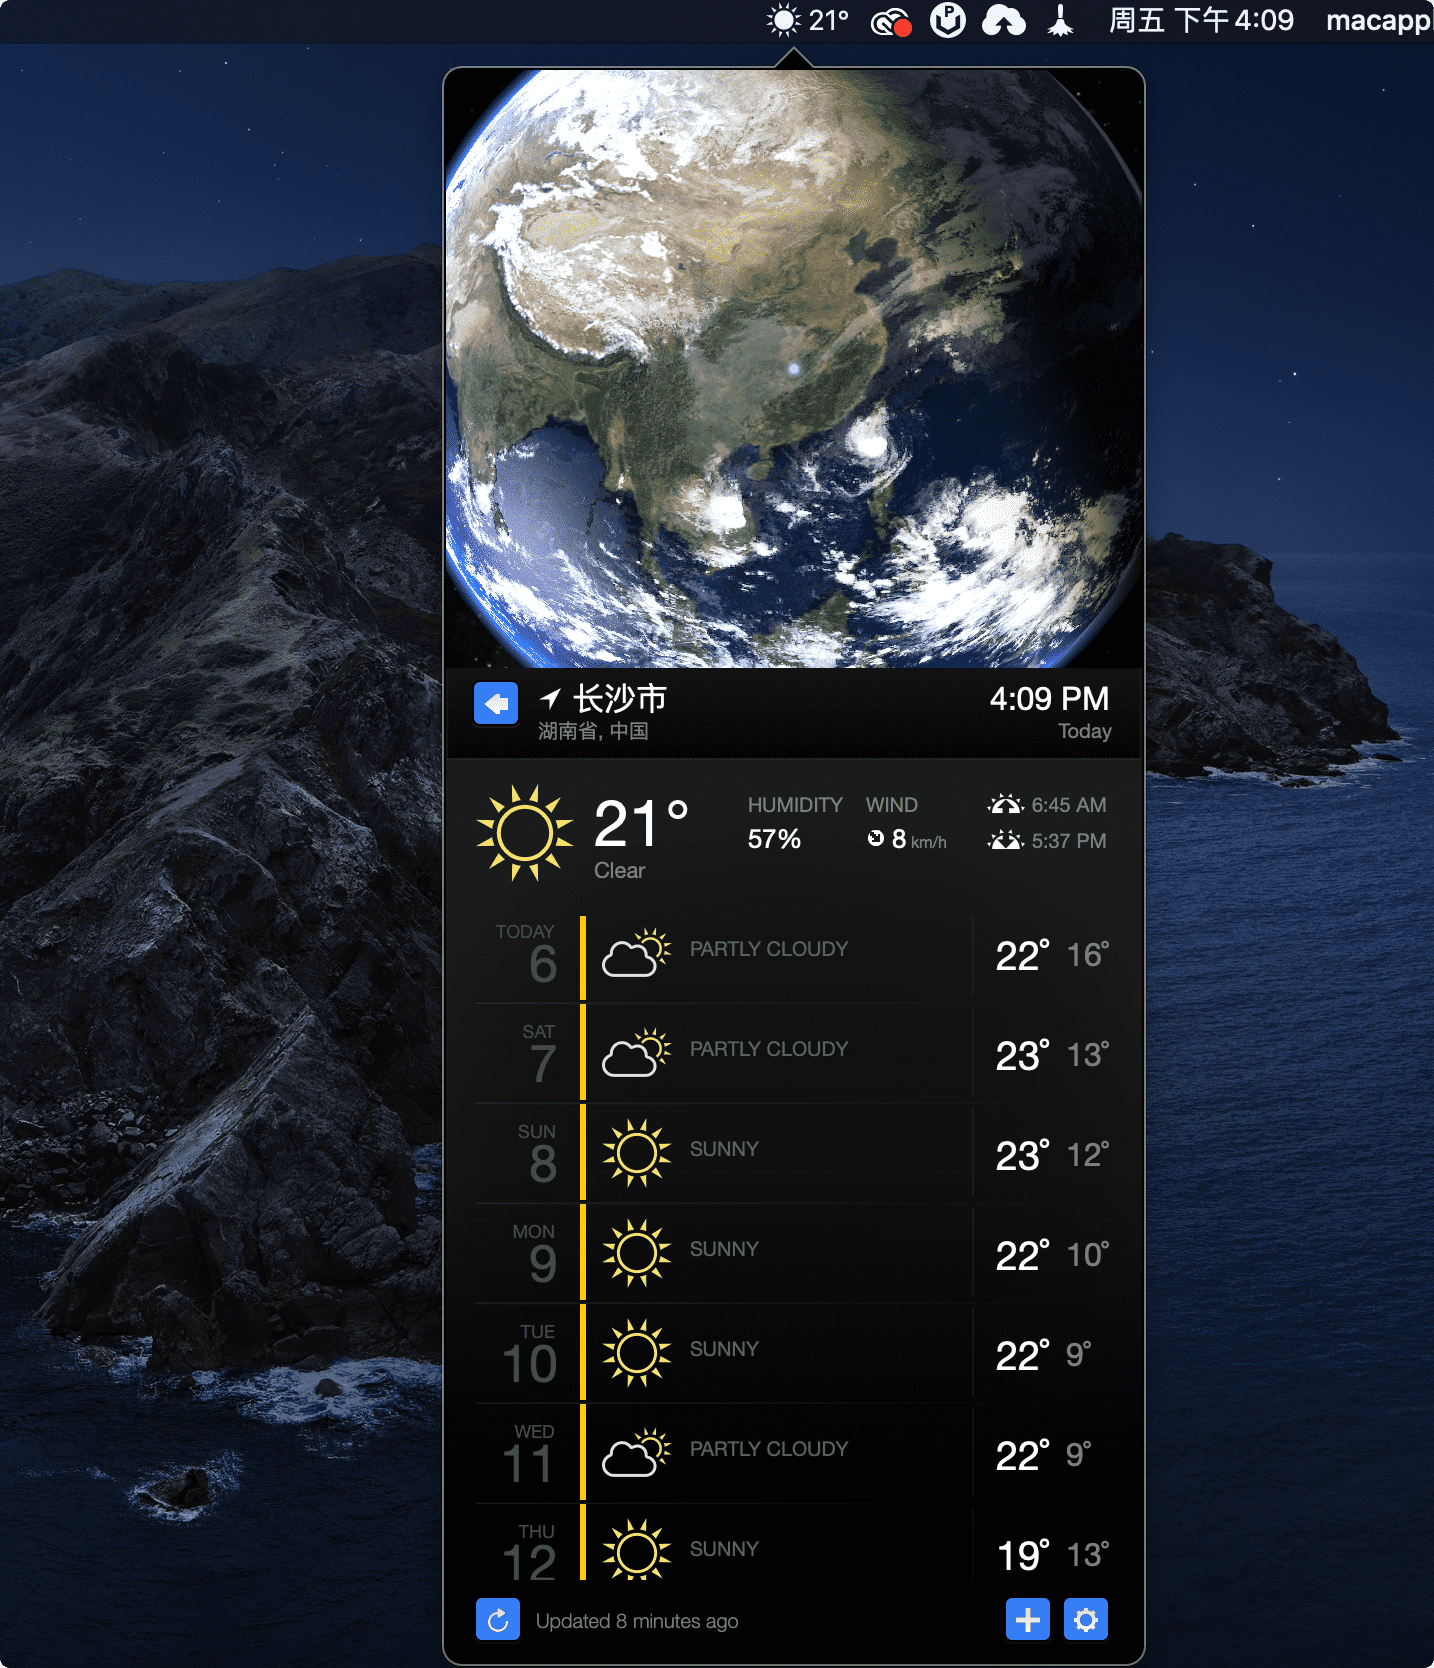 21° 周五 下午4:09 macappl
长沙市 4:09 PM
湖南省, 中国 Today
21° HUMIDITY WIND 6:45 AM
57% 8 km/h 5:37 PM
Clear
TODAY
6 PARTLY CLOUDY 22° 16°
SAT
7 PARTLY CLOUDY 23° 13°
SUN
8 SUNNY 23° 12°
MON
9 SUNNY 22° 10°
TUE
10 SUNNY 22° 9°
WED
11 PARTLY CLOUDY 22° 9°
THU
12 SUNNY 19° 13°
Updated 8 minutes ago